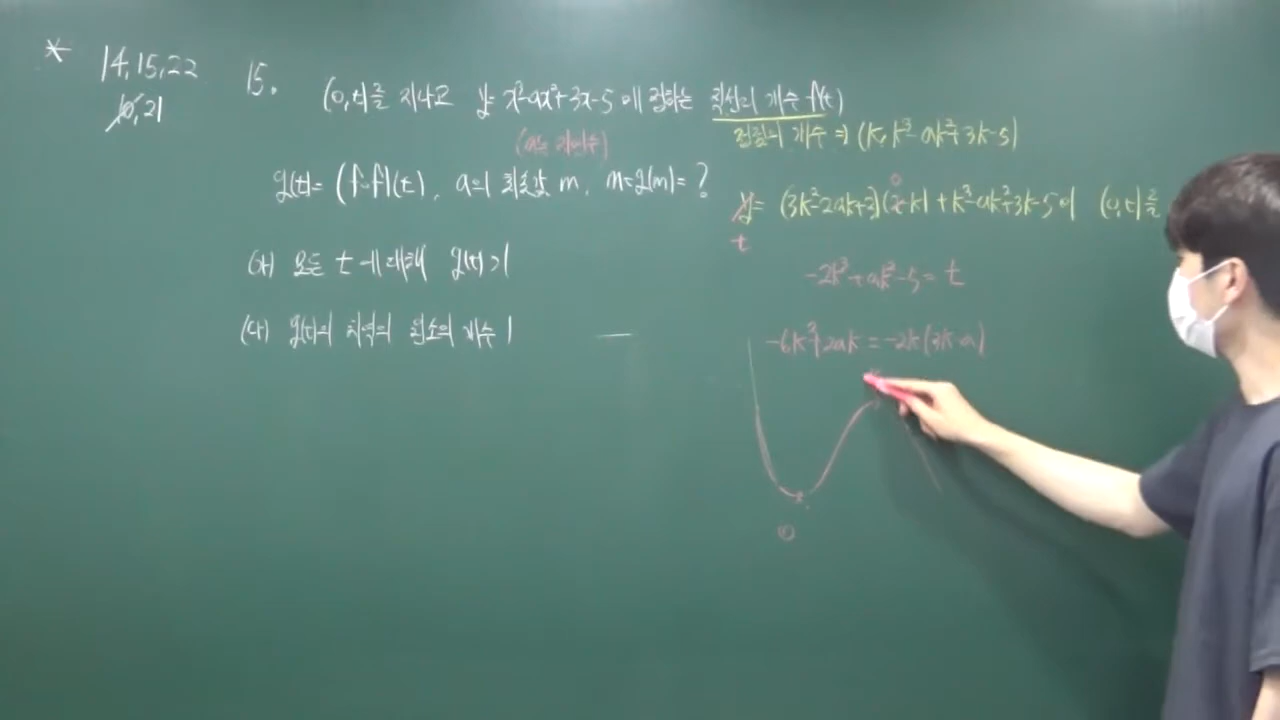 * 14, 15, 22
10, 21
15. (0, t)를 지나고 y=x³-ax²+3x-5에 접하는 직선의 개수 f(t)
(a는 자연수)
접점의 개수 ⇒ (k, k³-ak²+3k-5)
g(t)= (f∘f)(t), a의 최솟값 m, m+g(m)=?
y= (3k²-2ak+3)(x-k)+k³-ak²+3k-5이 (0, t)를
0
t
(가) 모든 t에 대해 g(t)>1
-2k³+ak²-5=t
(나) g(t)의 치역의 원소의 개수 1
-6k²+2ak=-2k(3k-a)
0